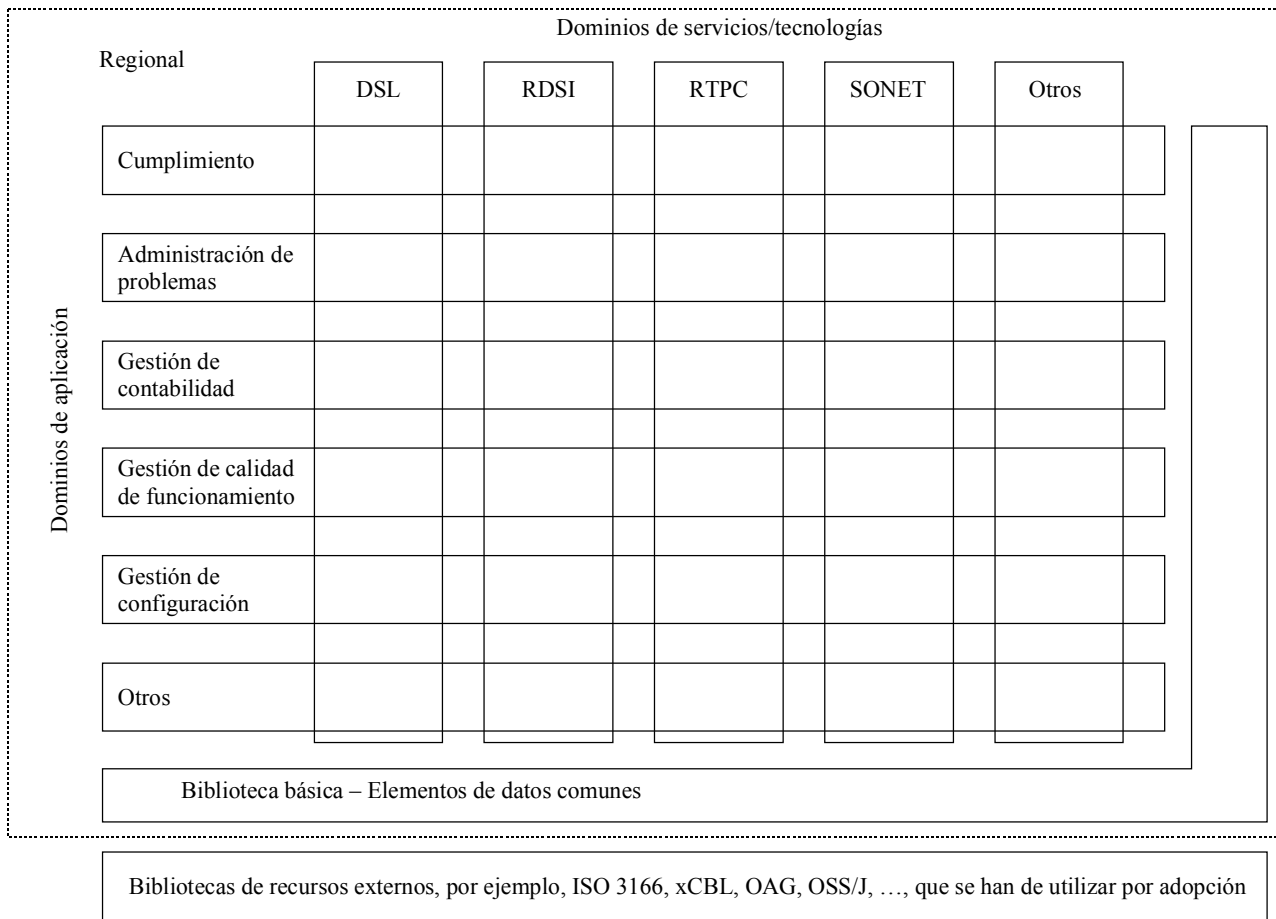 Dominios de servicios/tecnologías
Regional
DSL
RDSI
RTPC
SONET
Otros
Dominios de aplicación
Cumplimiento
Administración de
problemas
Gestión de
contabilidad
Gestión de calidad
de funcionamiento
Gestión de
configuración
Otros
Biblioteca básica – Elementos de datos comunes
Bibliotecas de recursos externos, por ejemplo, ISO 3166, xCBL, OAG, OSS/J, …, que se han de utilizar por adopción